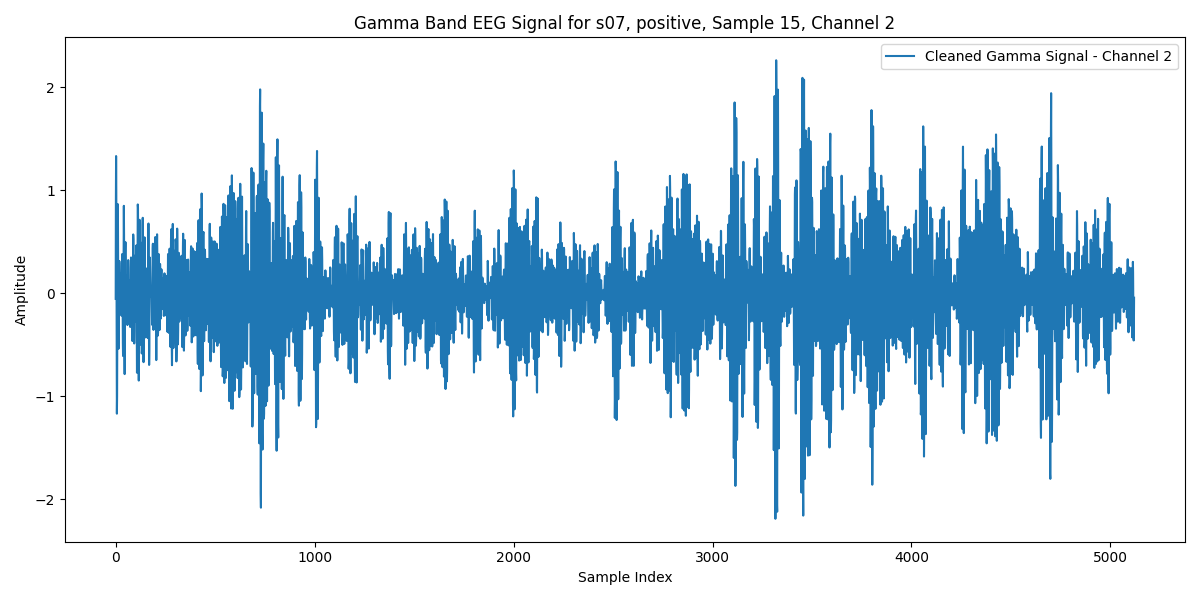 Gamma Band EEG Signal for s07, positive, Sample 15, Channel 2
Cleaned Gamma Signal - Channel 2
Amplitude
2
1
0
−1
−2
0 1000 2000 3000 4000 5000
Sample Index